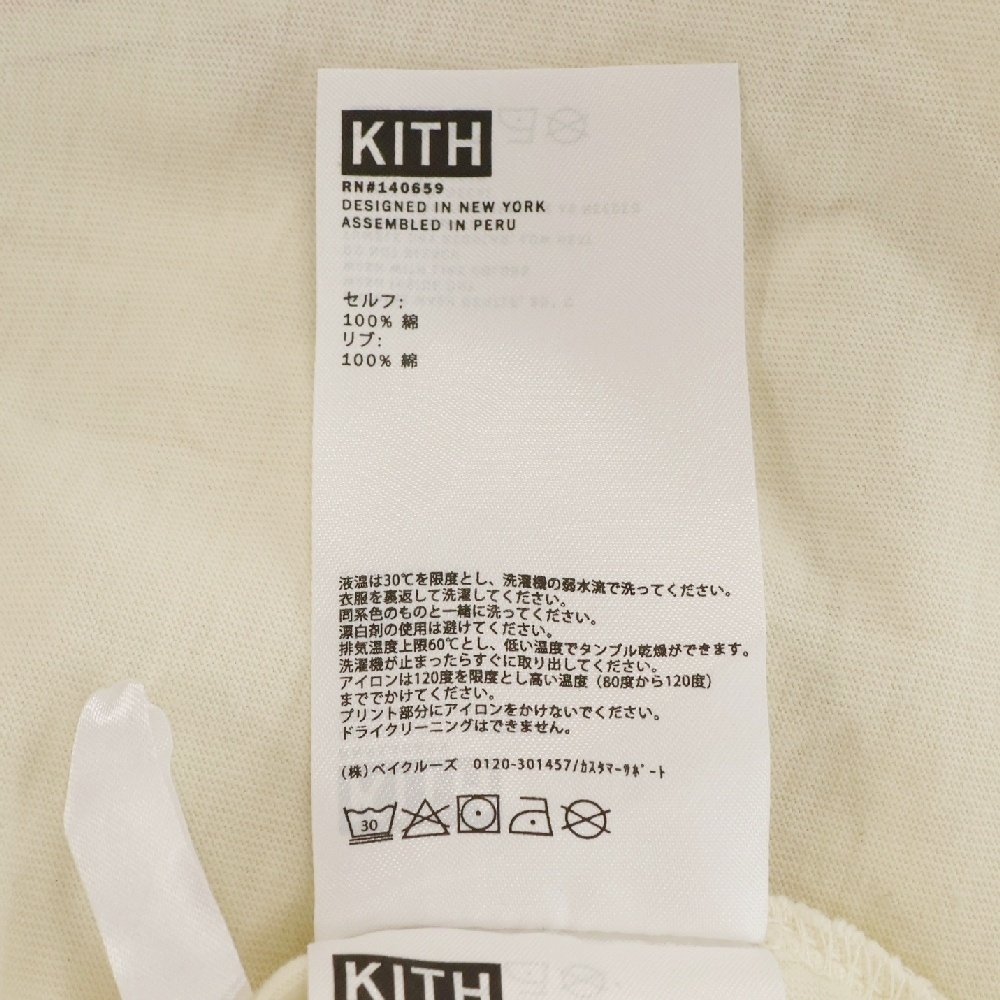 KITH
RN#140659
DESIGNED IN NEW YORK
ASSEMBLED IN PERU
セルフ:
100% 綿
リブ:
100% 綿
液温は30℃を限度とし、洗濯機の弱水流で洗ってください。
衣服を裏返して洗濯してください。
同系色のものと一緒に洗ってください。
漂白剤の使用は避けてください。
排気温度上限60℃とし、低い温度でタンブル乾燥ができます。
洗濯機が止まったらすぐに取り出してください。
アイロンは120度を限度とし高い温度（80度から120度）
まででかけてください。
プリント部分にアイロンをかけないでください。
ドライクリーニングはできません。
(株)ベイクルーズ 0120-301457/ｶｽﾀﾏｰｻﾎﾟｰﾄ
30
KITH